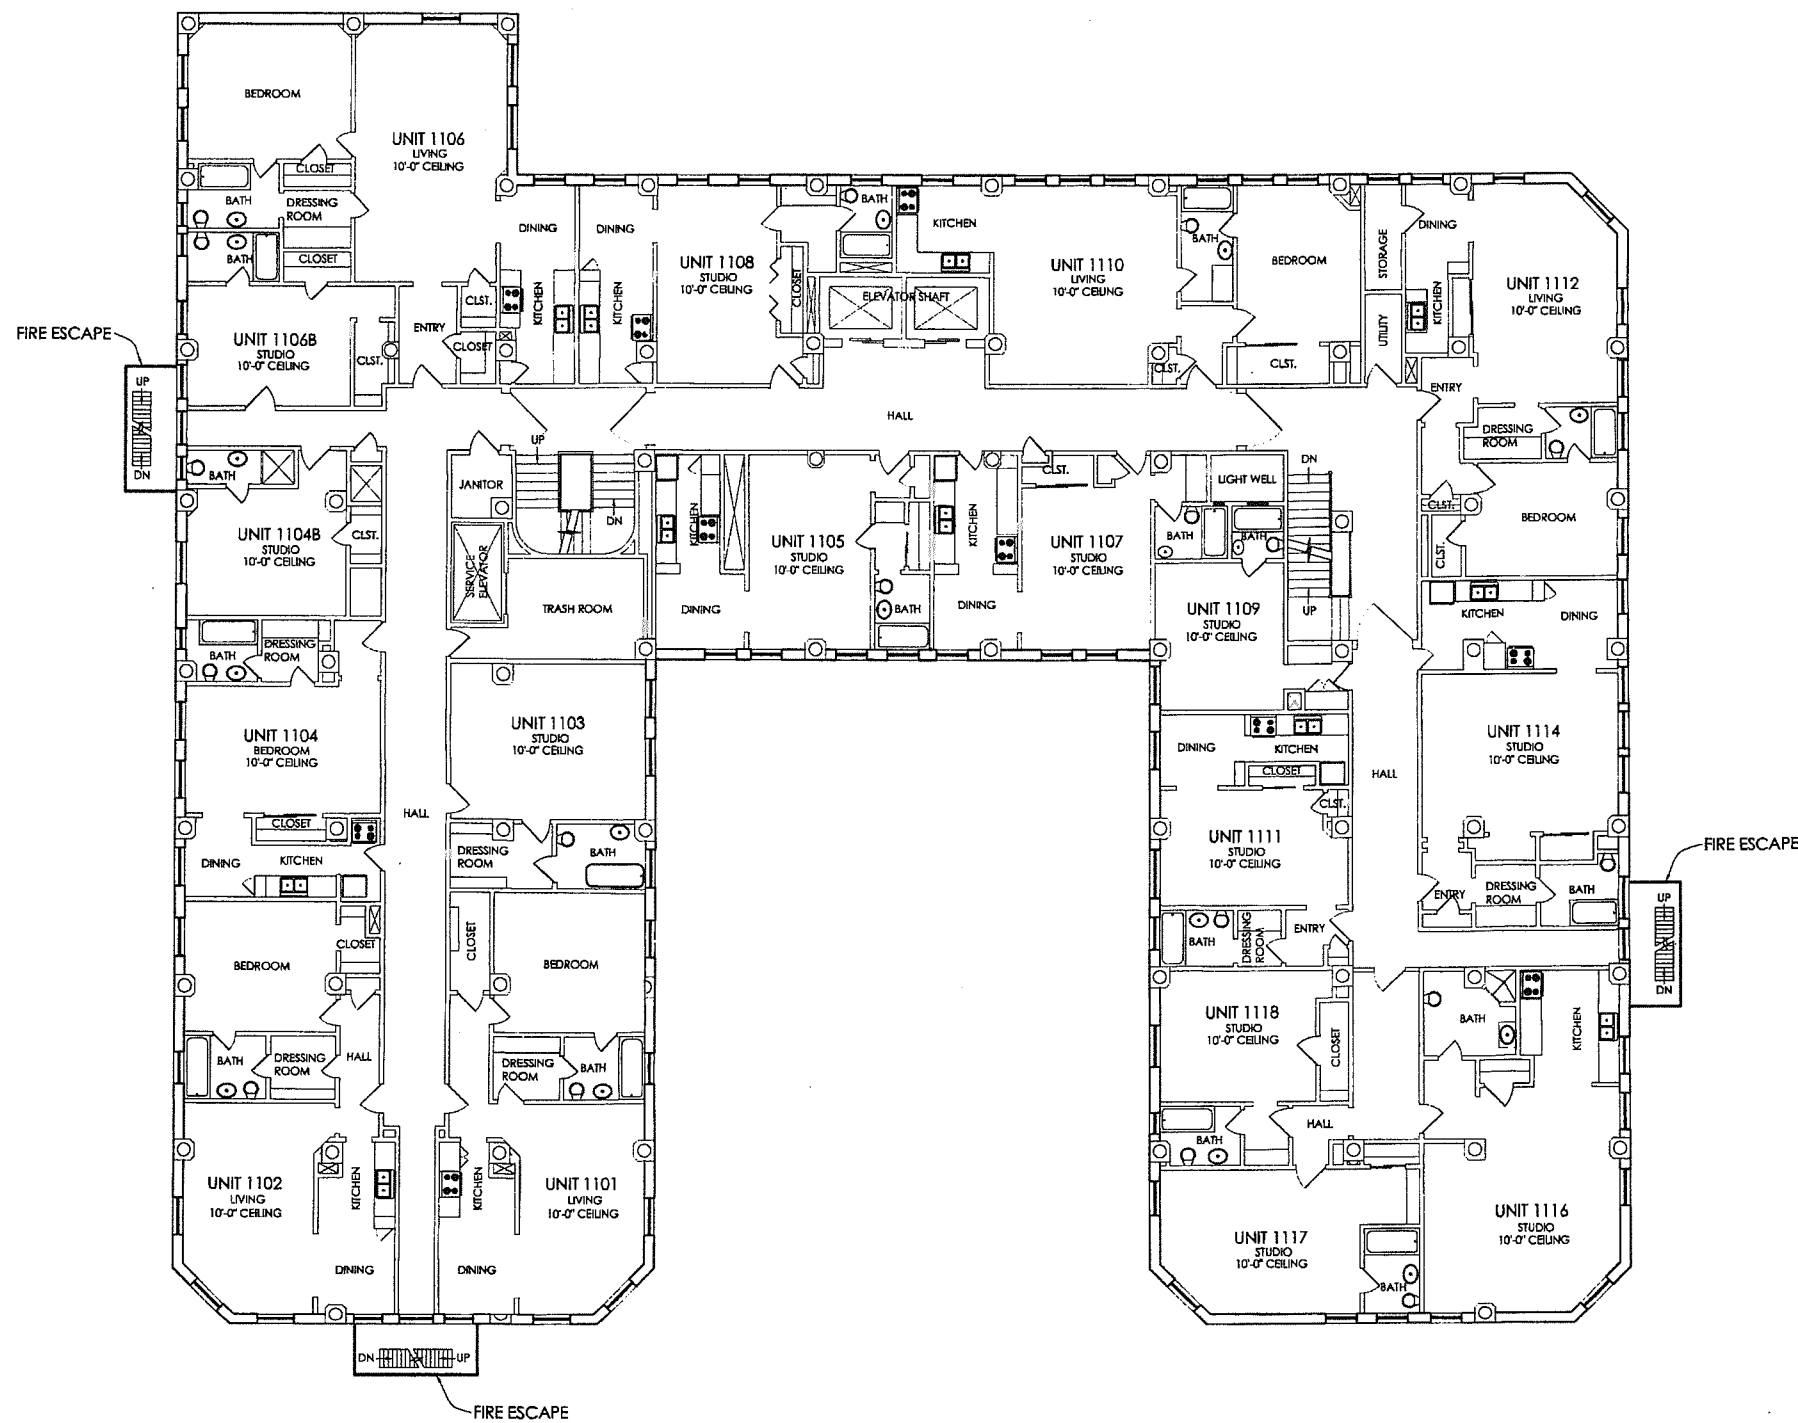 BEDROOM
UNIT 1106
LIVING
10'-0" CEILING
CLOSET
BATH
DRESSING
ROOM
BATH
CLOSET
DINING
KITCHEN
CLST.
ENTRY
CLOSET
UNIT 1106B
STUDIO
10'-0" CEILING
CLST.
FIRE ESCAPE
UP
DN
DINING
KITCHEN
UNIT 1108
STUDIO
10'-0" CEILING
CLOSET
BATH
ELEVATOR SHAFT
KITCHEN
UNIT 1110
LIVING
10'-0" CEILING
CLST.
BATH
BEDROOM
CLST.
STORAGE
UTILITY
DINING
KITCHEN
UNIT 1112
LIVING
10'-0" CEILING
ENTRY
DRESSING
ROOM
CLST.
CLST.
BEDROOM
HALL
BATH
UNIT 1104B
STUDIO
10'-0" CEILING
CLST.
JANITOR
UP
DN
SERVICE
ELEVATOR
TRASH ROOM
KITCHEN
DINING
UNIT 1105
STUDIO
10'-0" CEILING
BATH
KITCHEN
DINING
CLST.
UNIT 1107
STUDIO
10'-0" CEILING
BATH
LIGHT WELL
BATH
DN
UP
UNIT 1109
STUDIO
10'-0" CEILING
KITCHEN
DINING
UNIT 1114
STUDIO
10'-0" CEILING
ENTRY
DRESSING
ROOM
BATH
FIRE ESCAPE
UP
DN
BATH
DRESSING
ROOM
UNIT 1104
BEDROOM
10'-0" CEILING
CLOSET
DINING
KITCHEN
HALL
UNIT 1103
STUDIO
10'-0" CEILING
DRESSING
ROOM
BATH
DINING
KITCHEN
CLOSET
CLST.
HALL
UNIT 1111
STUDIO
10'-0" CEILING
BATH
DRESSING
ROOM
ENTRY
BEDROOM
CLOSET
BATH
DRESSING
ROOM
HALL
CLOSET
BEDROOM
DRESSING
ROOM
BATH
UNIT 1118
STUDIO
10'-0" CEILING
CLOSET
BATH
HALL
BATH
KITCHEN
UNIT 1102
LIVING
10'-0" CEILING
KITCHEN
DINING
KITCHEN
UNIT 1101
LIVING
10'-0" CEILING
DINING
UNIT 1117
STUDIO
10'-0" CEILING
BATH
UNIT 1116
STUDIO
10'-0" CEILING
DN
UP
FIRE ESCAPE